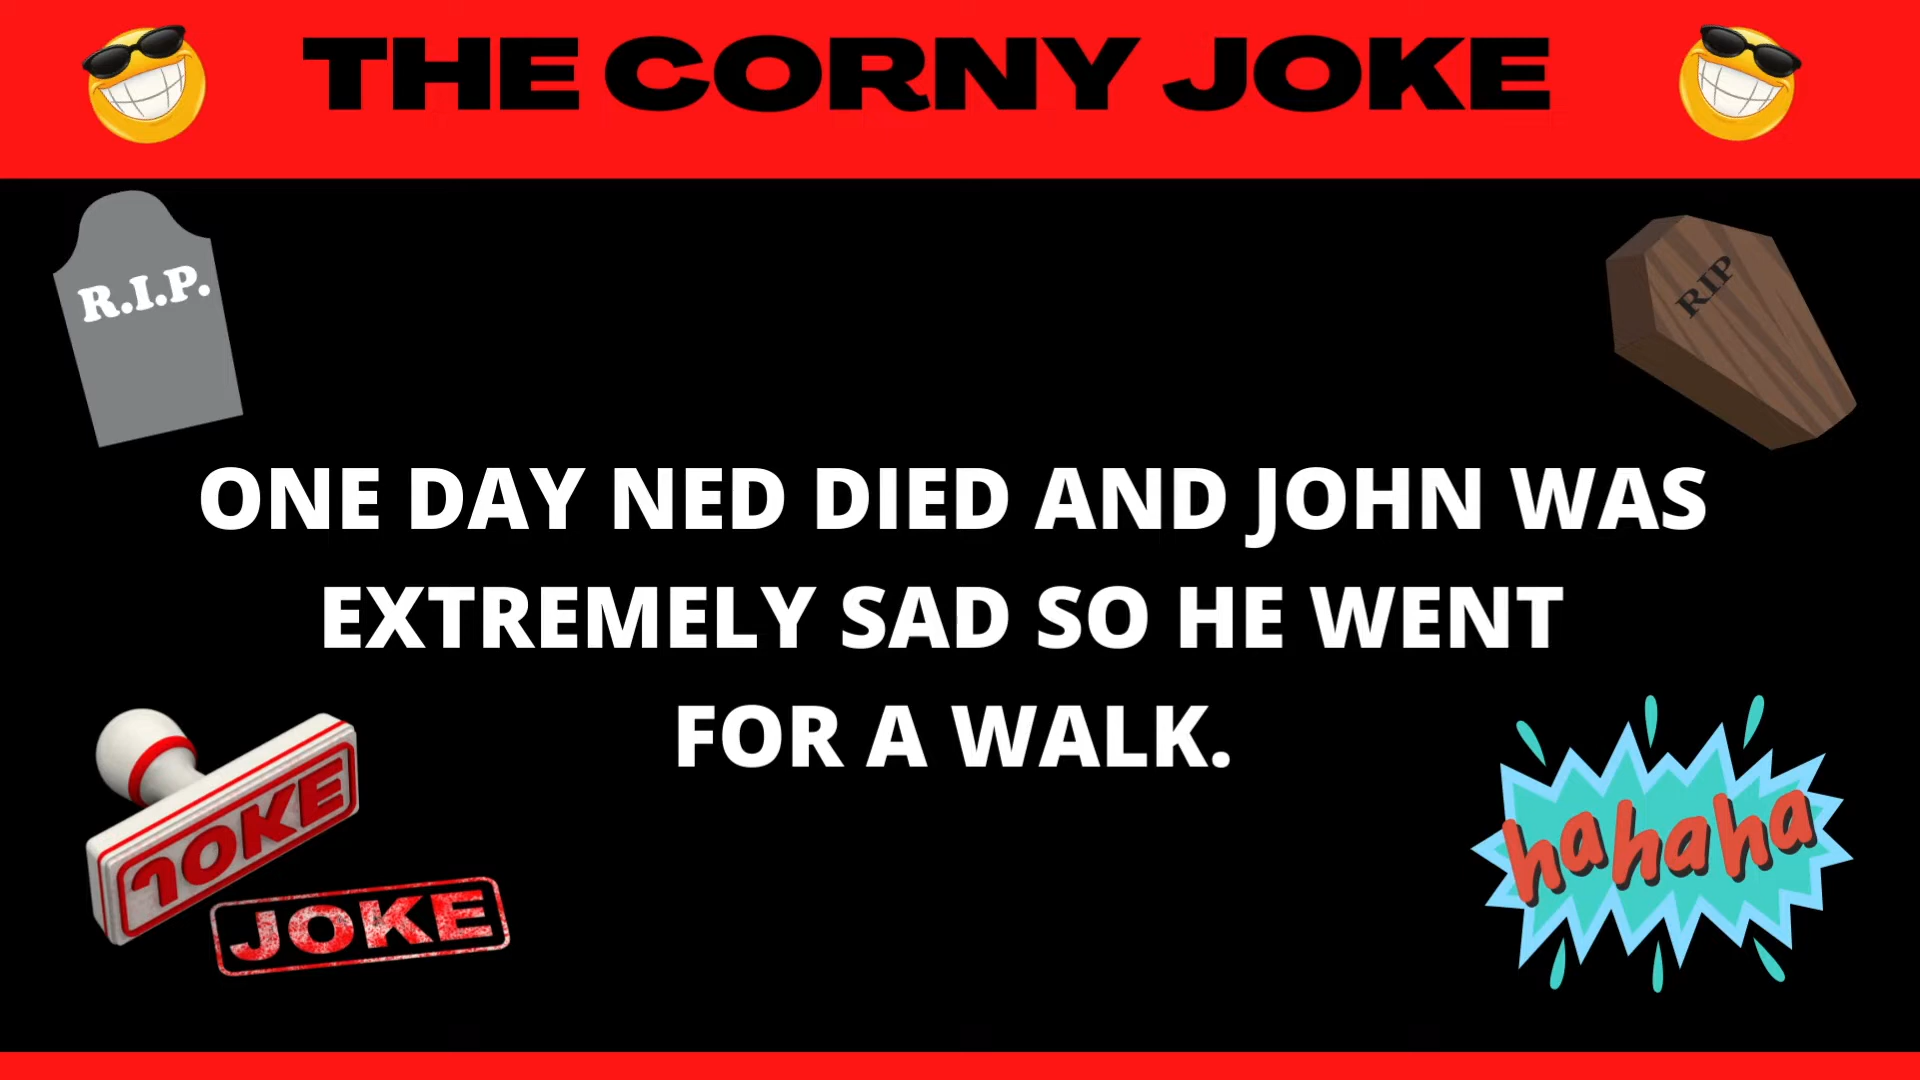 THE CORNY JOKE
R.I.P.
RIP
ONE DAY NED DIED AND JOHN WAS
EXTREMELY SAD SO HE WENT
FOR A WALK.
JOKE
JOKE
hahaha